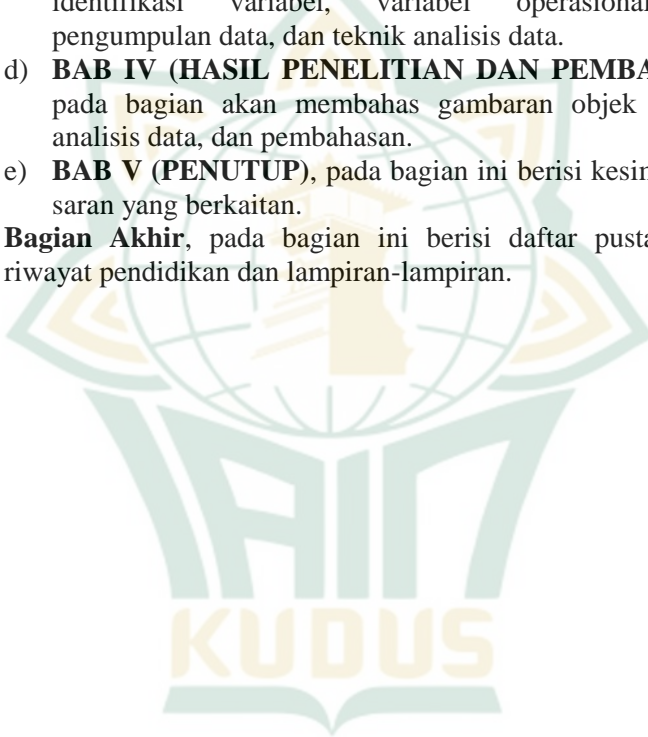 identifikasi variabel, variabel operasional
pengumpulan data, dan teknik analisis data.
d) BAB IV (HASIL PENELITIAN DAN PEMBA
pada bagian akan membahas gambaran objek
analisis data, dan pembahasan.
e) BAB V (PENUTUP), pada bagian ini berisi kesin
saran yang berkaitan.
Bagian Akhir, pada bagian ini berisi daftar pusta
riwayat pendidikan dan lampiran-lampiran.
IAIN
KUDUS